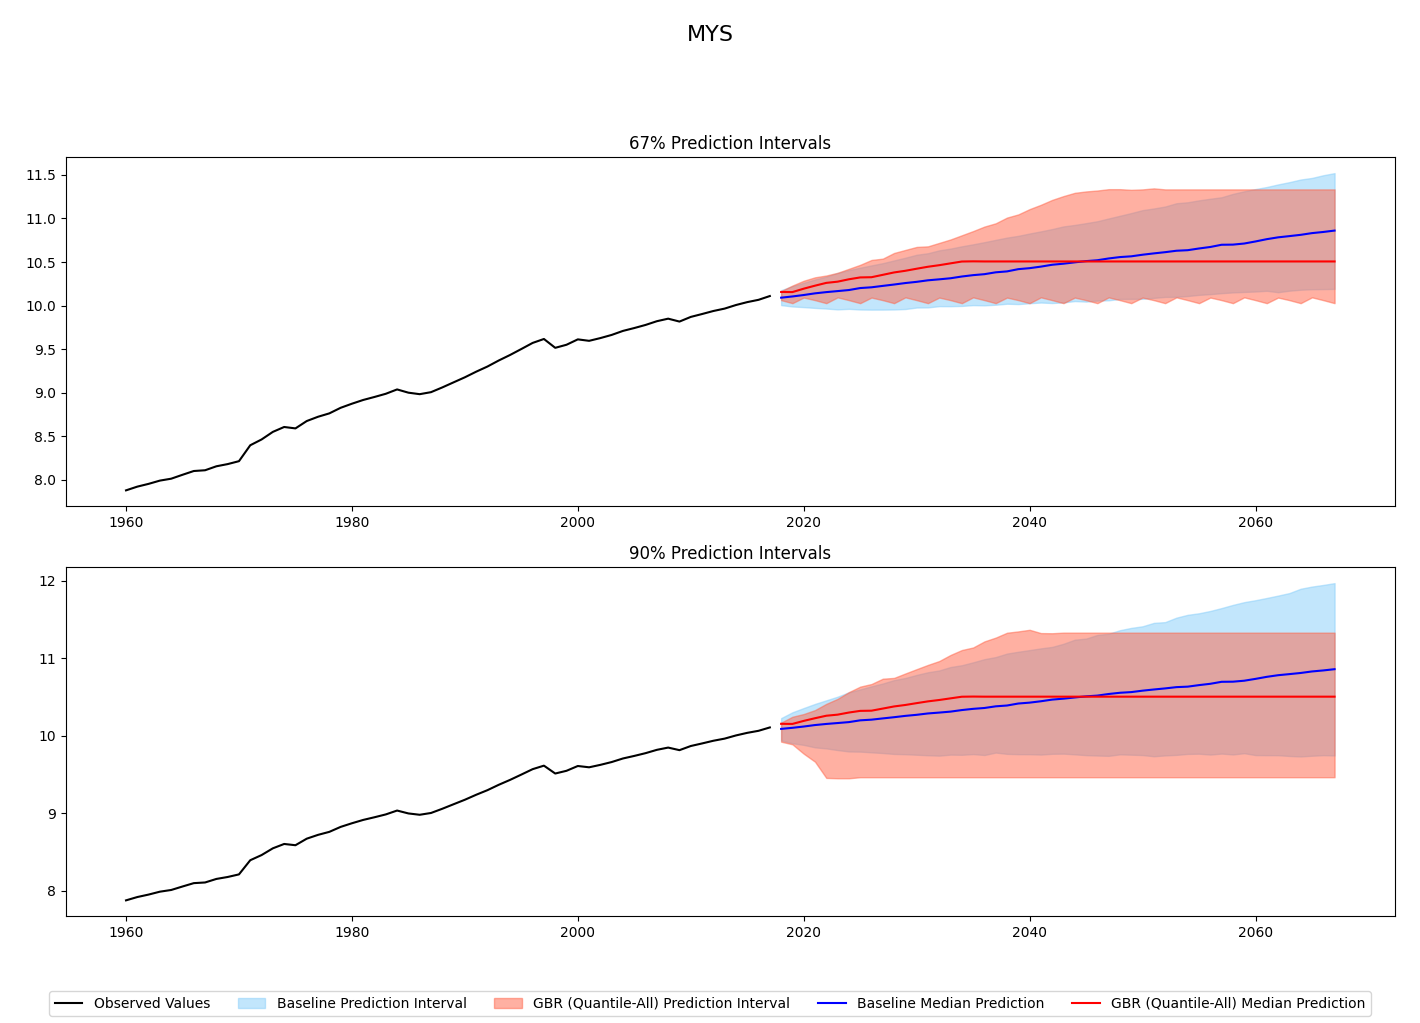 MYS
67% Prediction Intervals
11.5
11.0
10.5
10.0
9.5
9.0
8.5
8.0
1960 1980 2000 2020 2040 2060
90% Prediction Intervals
12
11
10
9
8
1960 1980 2000 2020 2040 2060
Observed Values Baseline Prediction Interval GBR (Quantile-All) Prediction Interval Baseline Median Prediction GBR (Quantile-All) Median Prediction